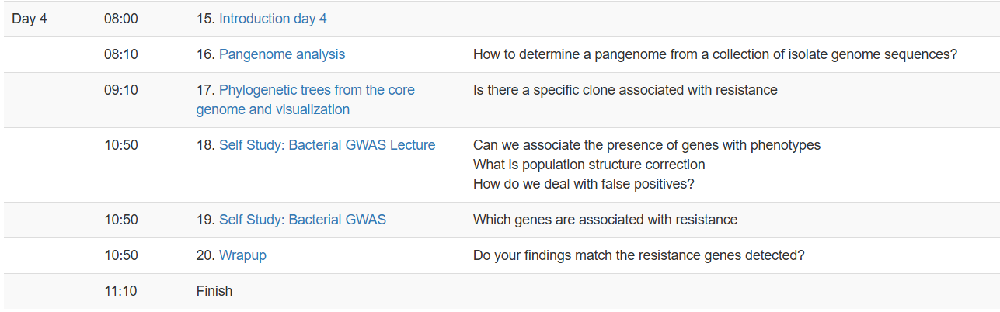 Day 4 08:00 15. Introduction day 4
08:10 16. Pangenome analysis How to determine a pangenome from a collection of isolate genome sequences?
09:10 17. Phylogenetic trees from the core Is there a specific clone associated with resistance
genome and visualization
10:50 18. Self Study: Bacterial GWAS Lecture Can we associate the presence of genes with phenotypes
What is population structure correction
How do we deal with false positives?
10:50 19. Self Study: Bacterial GWAS Which genes are associated with resistance
10:50 20. Wrapup Do your findings match the resistance genes detected?
11:10 Finish